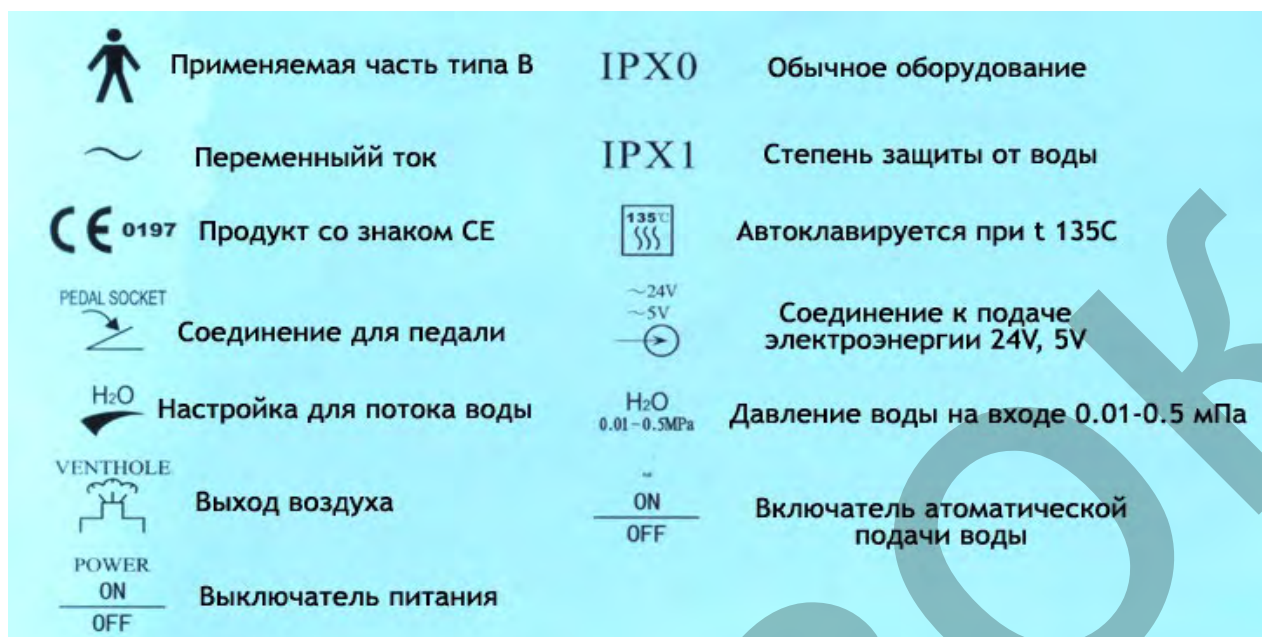 Применяемая часть типа В
IPX0 Обычное оборудование
~ Переменныйй ток
IPX1 Степень защиты от воды
CE 0197 Продукт со знаком CE
135℃ Автоклавируется при t 135C
PEDAL SOCKET
Соединение для педали
~24V
~5V
Соединение к подаче
электроэнергии 24V, 5V
H₂O Настройка для потока воды
H₂O
0.01-0.5MPa
Давление воды на входе 0.01-0.5 мПа
VENTHOLE
Выход воздуха
ON
OFF
Включатель атоматической
подачи воды
POWER
ON
OFF
Выключатель питания